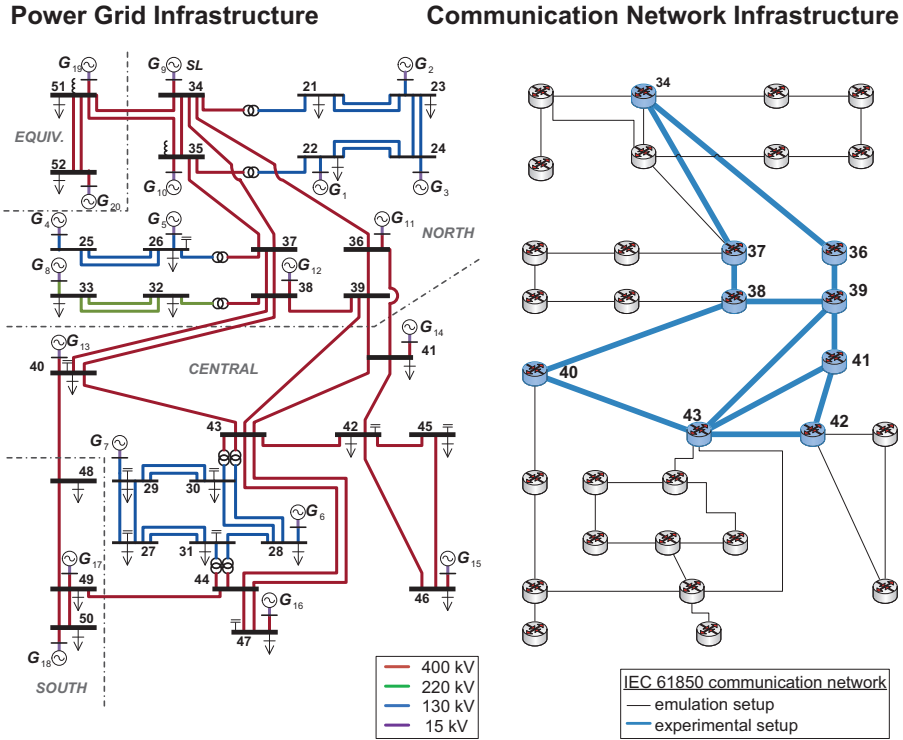 Power Grid Infrastructure
Communication Network Infrastructure
G19
G9 SL
G2
51
34
21
23
EQUIV.
35
22
24
52
G20
G10
G1
G3
G4
G5
G11
NORTH
25
26
37
36
G8
G12
33
32
38
39
G14
G13
CENTRAL
41
40
43
42
45
G7
48
29
30
G6
27
31
28
G17
44
G15
49
46
G16
50
47
G18
SOUTH
400 kV
220 kV
130 kV
15 kV
34
37
36
38
39
41
40
43
42
IEC 61850 communication network
emulation setup
experimental setup